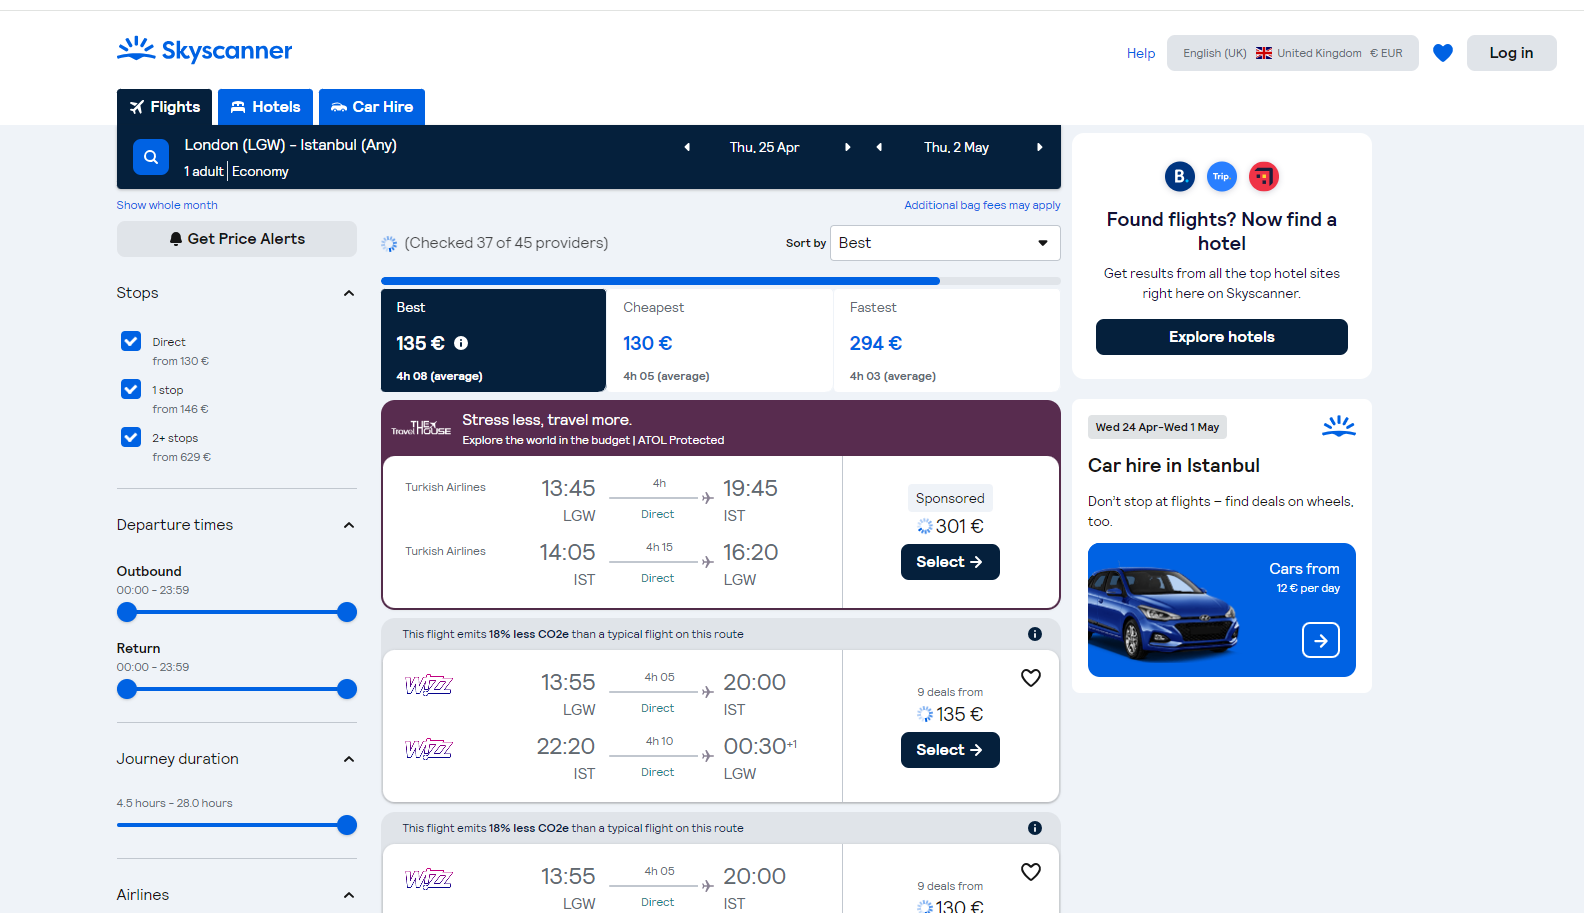 Skyscanner
Help
English (UK) United Kingdom € EUR
Log in
Flights
Hotels
Car Hire
London (LGW) - Istanbul (Any)
1 adult | Economy
Thu, 25 Apr
Thu, 2 May
Show whole month
Additional bag fees may apply
Get Price Alerts
(Checked 37 of 45 providers)
Sort by
Best
Stops
Direct
from 130 €
1 stop
from 146 €
2+ stops
from 629 €
Departure times
Outbound
00:00 - 23:59
Return
00:00 - 23:59
Journey duration
4.5 hours - 28.0 hours
Airlines
Best
135 €
4h 08 (average)
Cheapest
130 €
4h 05 (average)
Fastest
294 €
4h 03 (average)
THE Travel HOUSE
Stress less, travel more.
Explore the world in the budget | ATOL Protected
Turkish Airlines
13:45
LGW
4h
Direct
19:45
IST
Turkish Airlines
14:05
IST
4h 15
Direct
16:20
LGW
Sponsored
301 €
Select →
This flight emits 18% less CO2e than a typical flight on this route
Wizz
13:55
LGW
4h 05
Direct
20:00
IST
Wizz
22:20
IST
4h 10
Direct
00:30+1
LGW
9 deals from
135 €
Select →
This flight emits 18% less CO2e than a typical flight on this route
Wizz
13:55
LGW
4h 05
Direct
20:00
IST
9 deals from
130 €
B.
Trip.
Found flights? Now find a
hotel
Get results from all the top hotel sites
right here on Skyscanner.
Explore hotels
Wed 24 Apr-Wed 1 May
Car hire in Istanbul
Don't stop at flights – find deals on wheels,
too.
Cars from
12 € per day